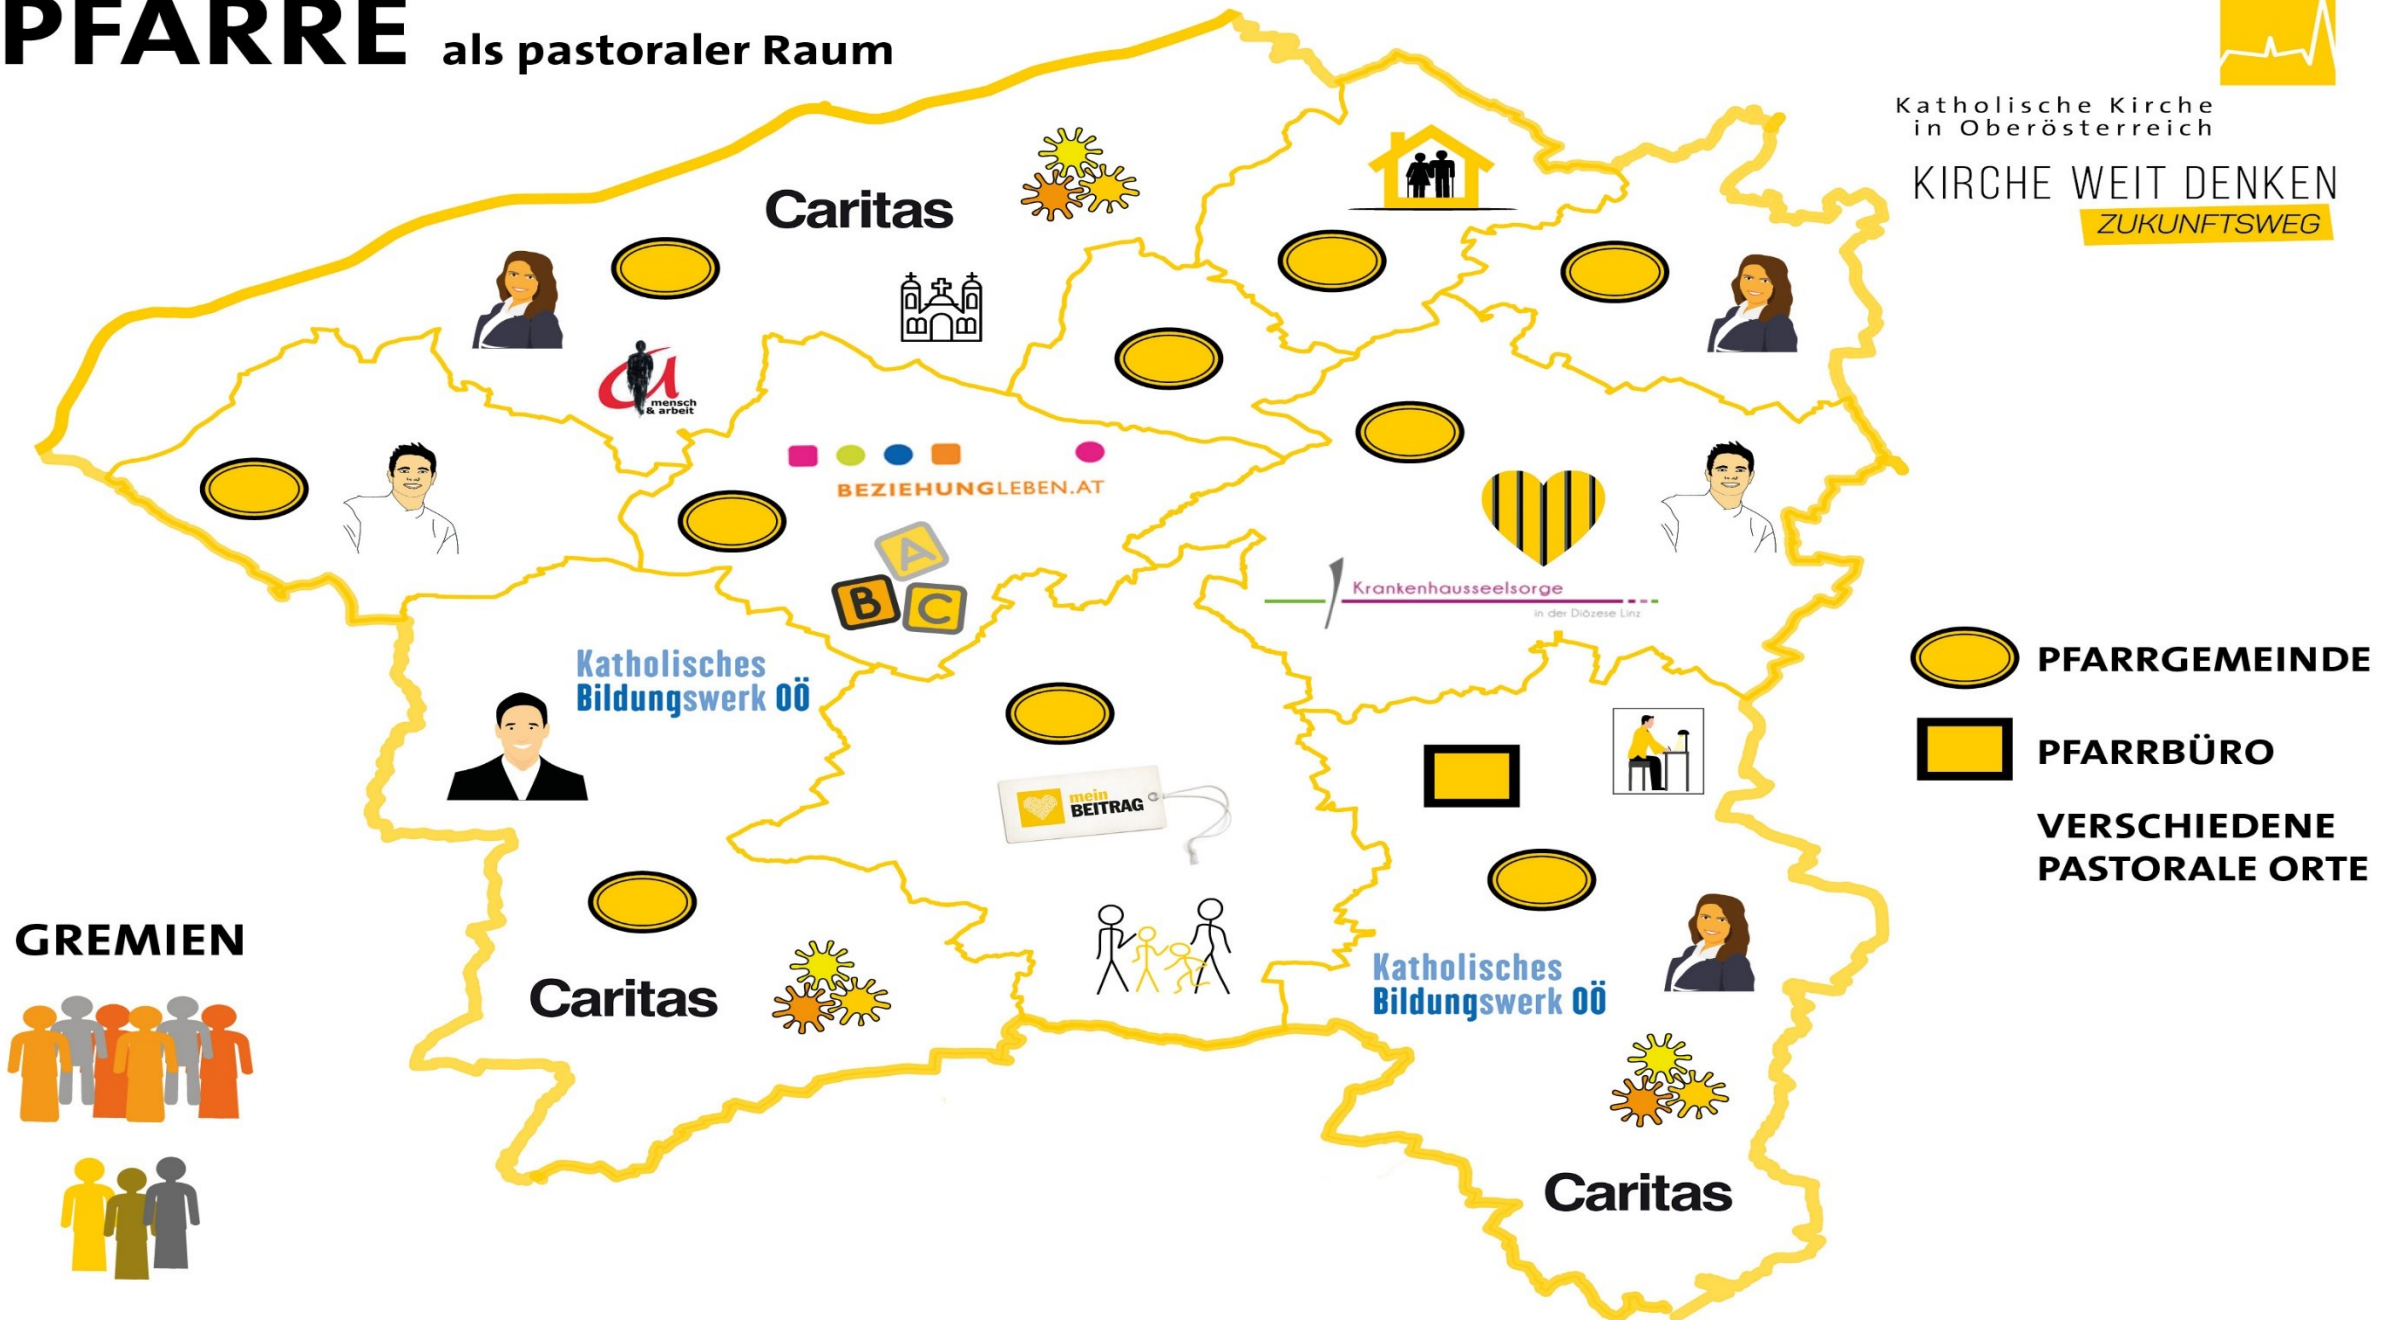 PFARRE als pastoraler Raum
Katholische Kirche
in Oberösterreich
KIRCHE WEIT DENKEN
ZUKUNFTSWEG
Caritas
mensch
& arbeit
BEZIEHUNGLEBEN.AT
A
B C
Krankenhausseelsorge
in der Diözese Linz
Katholisches
Bildungswerk OÖ
mein
BEITRAG
PFARRGEMEINDE
PFARRBÜRO
VERSCHIEDENE
PASTORALE ORTE
GREMIEN
Caritas
Katholisches
Bildungswerk OÖ
Caritas